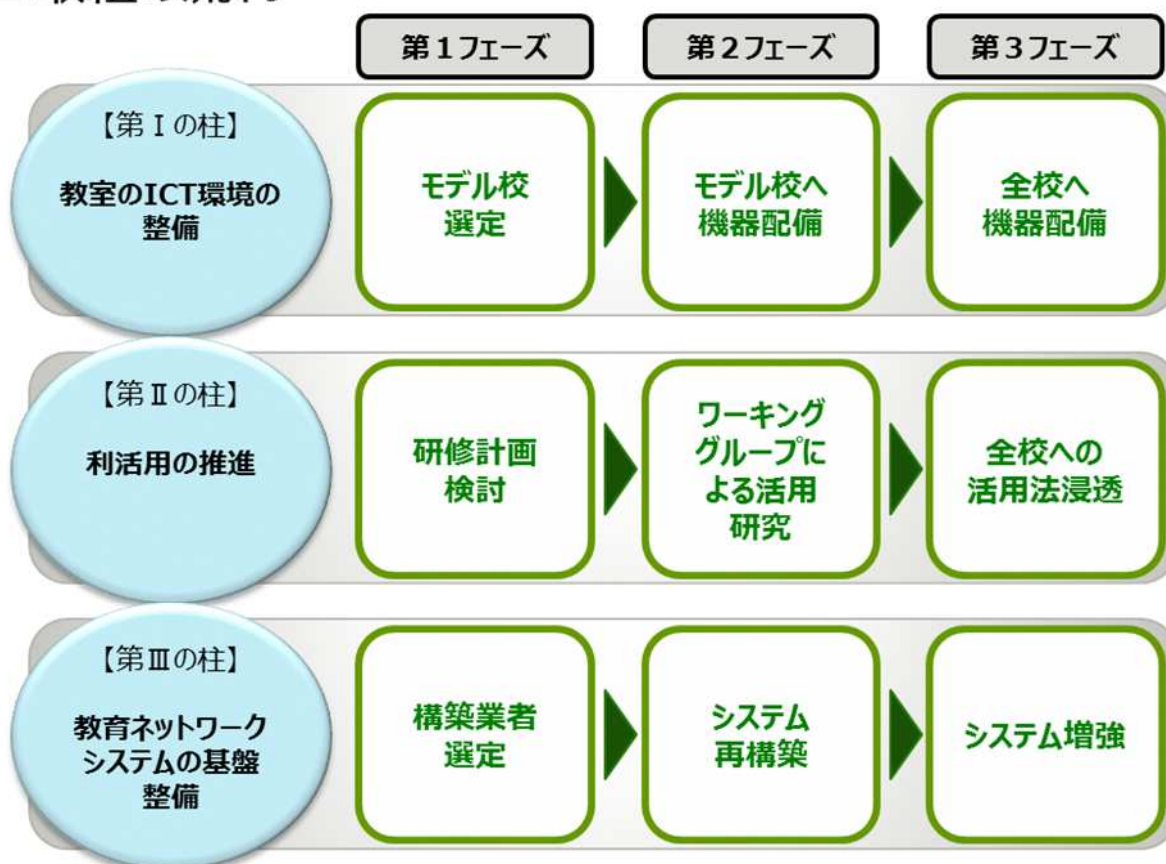 第1フェーズ
第2フェーズ
第3フェーズ
【第Ⅰの柱】
教室のICT環境の
整備
モデル校
選定
モデル校へ
機器配備
全校へ
機器配備
【第Ⅱの柱】
利活用の推進
研修計画
検討
ワーキング
グループに
よる活用
研究
全校への
活用法浸透
【第Ⅲの柱】
教育ネットワーク
システムの基盤
整備
構築業者
選定
システム
再構築
システム増強